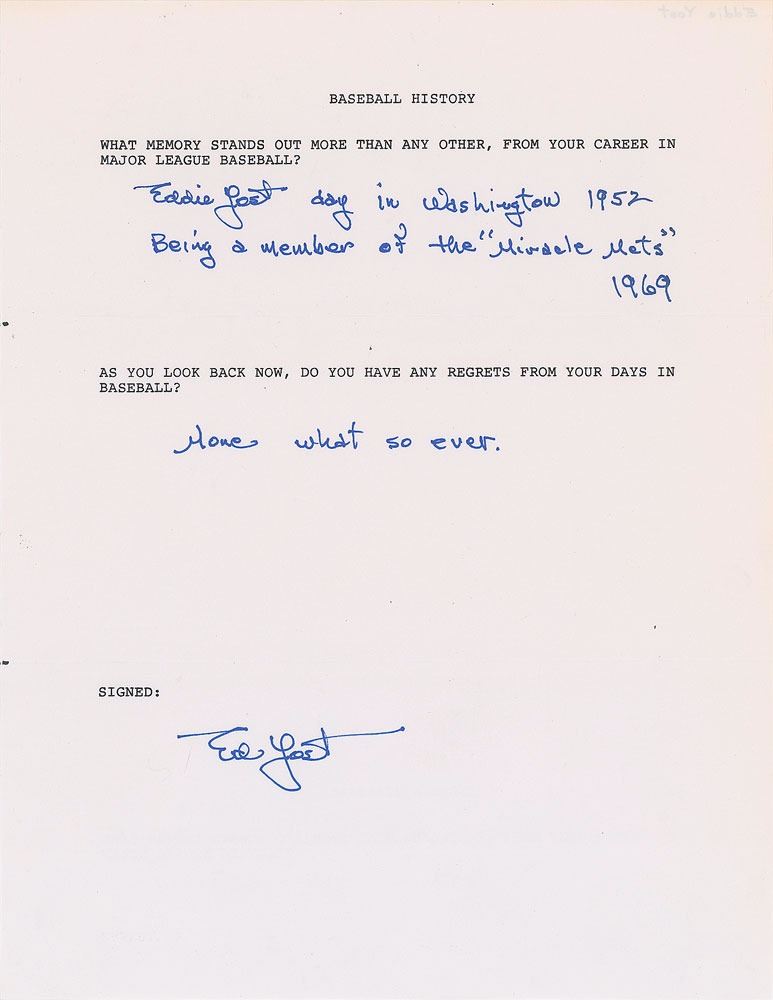 Eddie Yost
BASEBALL HISTORY
WHAT MEMORY STANDS OUT MORE THAN ANY OTHER, FROM YOUR CAREER IN
MAJOR LEAGUE BASEBALL?
Eddie Yost day in Washington 1952
Being a member of the "Miracle Mets"
1969
AS YOU LOOK BACK NOW, DO YOU HAVE ANY REGRETS FROM YOUR DAYS IN
BASEBALL?
None what so ever.
SIGNED:
Ed Yost